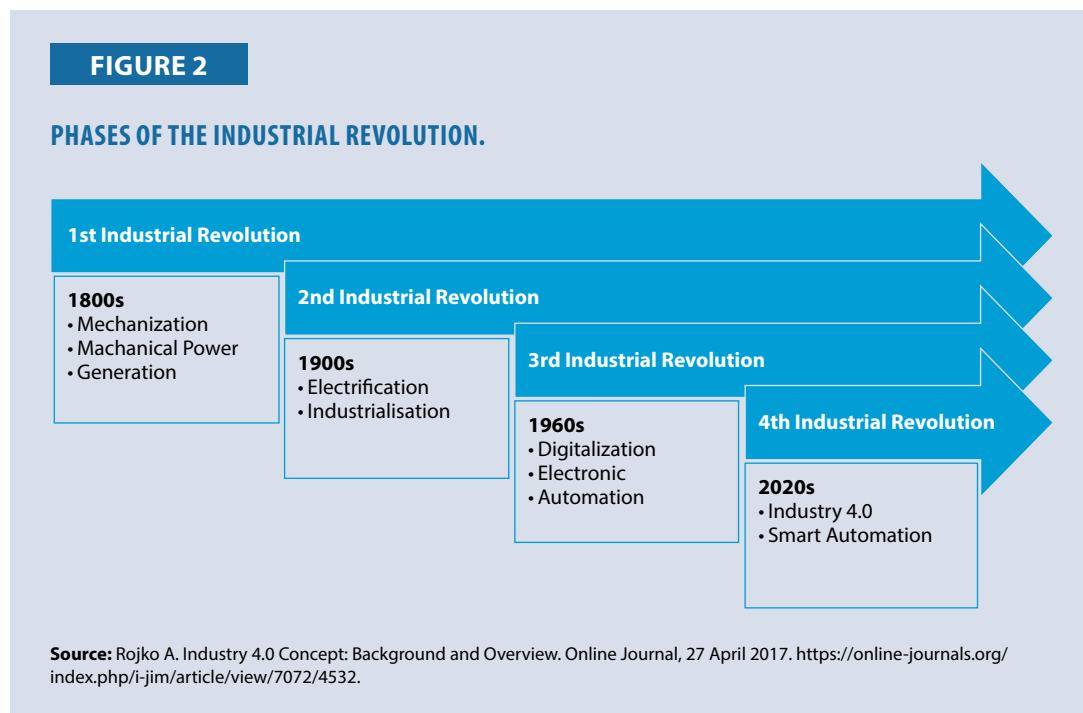 FIGURE 2
PHASES OF THE INDUSTRIAL REVOLUTION.
1st Industrial Revolution
1800s
• Mechanization
• Machanical Power
• Generation
2nd Industrial Revolution
1900s
• Electrification
• Industrialisation
3rd Industrial Revolution
1960s
• Digitalization
• Electronic
• Automation
4th Industrial Revolution
2020s
• Industry 4.0
• Smart Automation
Source: Rojko A. Industry 4.0 Concept: Background and Overview. Online Journal, 27 April 2017. https://online-journals.org/
index.php/i-jim/article/view/7072/4532.